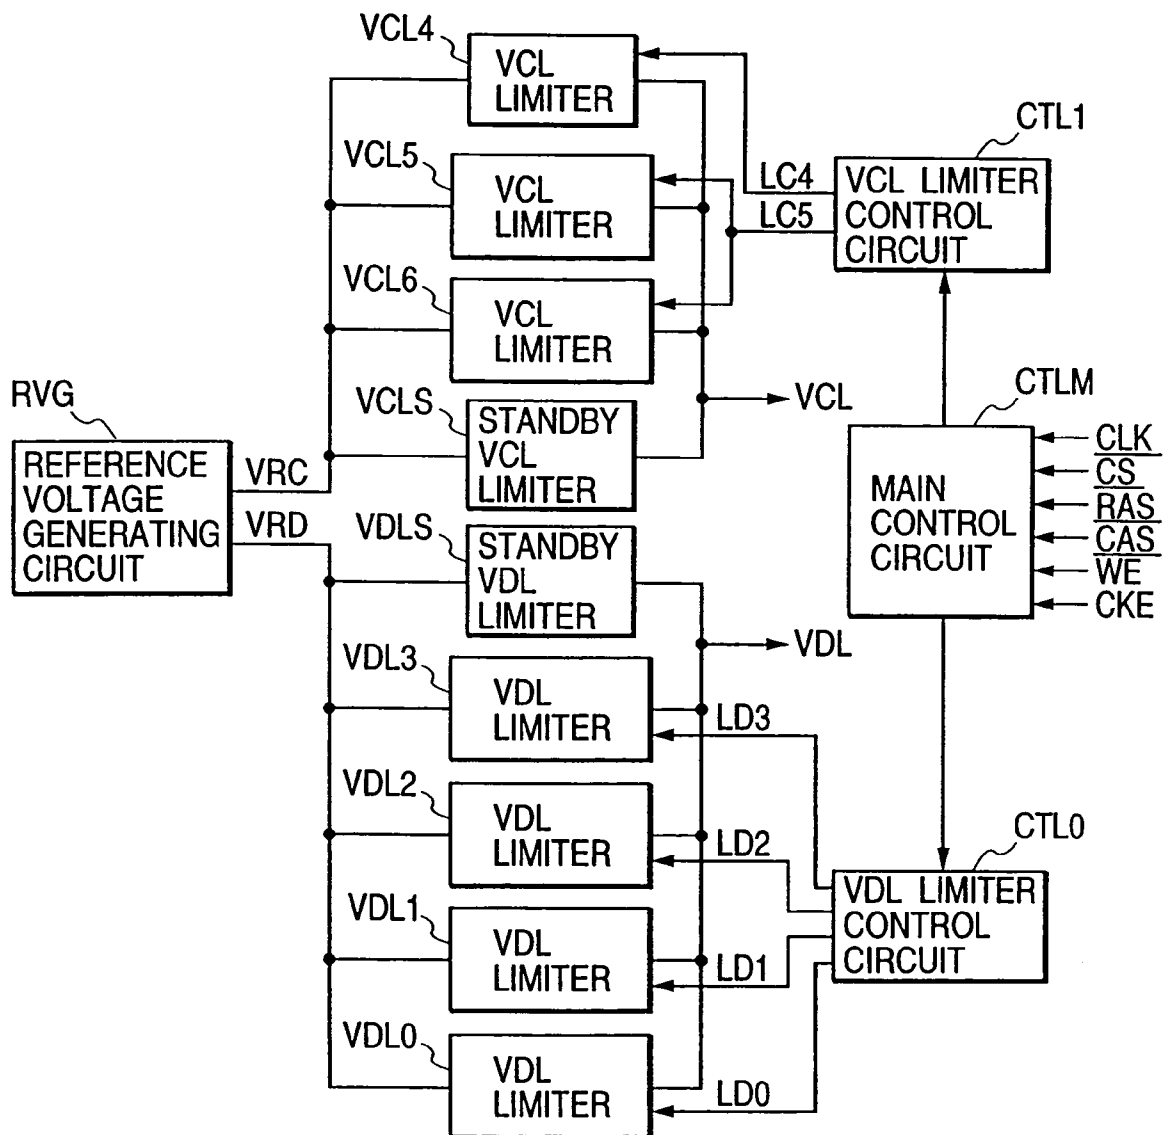 VCL4
VCL
LIMITER
CTL1
VCL5
VCL
LIMITER
LC4
LC5
VCL LIMITER
CONTROL
CIRCUIT
VCL6
VCL
LIMITER
RVG
REFERENCE
VOLTAGE
GENERATING
CIRCUIT
VRC
VRD
VCLS
STANDBY
VCL
LIMITER
VCL
CTLM
MAIN
CONTROL
CIRCUIT
CLK
CS
RAS
CAS
WE
CKE
VDLS
STANDBY
VDL
LIMITER
VDL
VDL3
VDL
LIMITER
LD3
VDL2
VDL
LIMITER
LD2
CTL0
VDL LIMITER
CONTROL
CIRCUIT
VDL1
VDL
LIMITER
LD1
VDL0
VDL
LIMITER
LD0